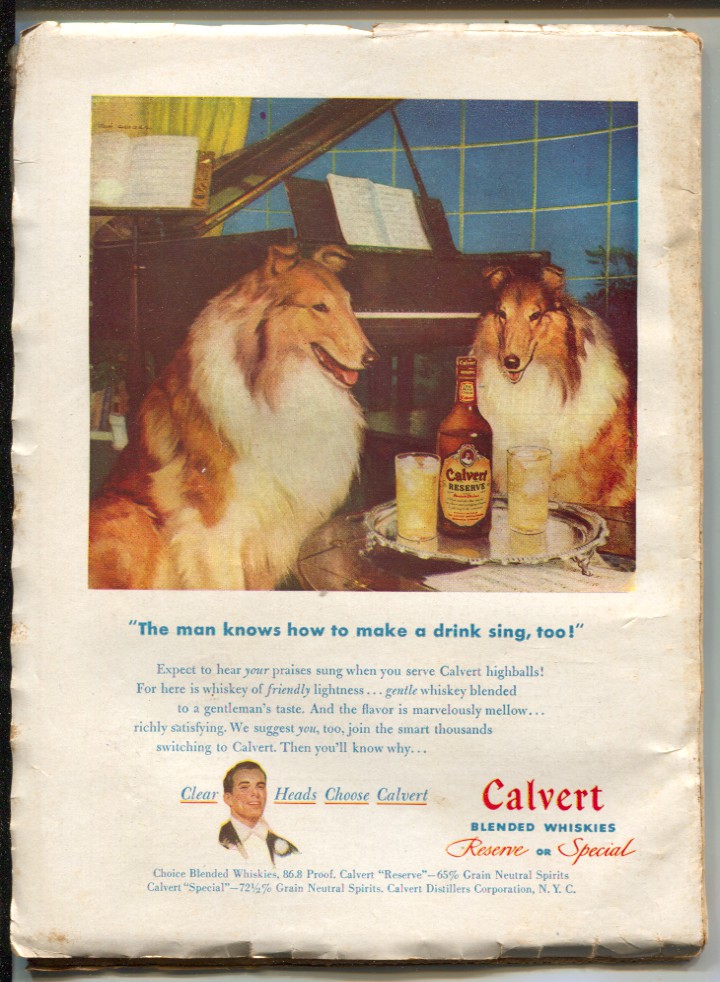 Calvert
RESERVE
"The man knows how to make a drink sing, too!"
Expect to hear your praises sung when you serve Calvert highballs!
For here is whiskey of friendly lightness... gentle whiskey blended
to a gentleman's taste. And the flavor is marvelously mellow...
richly satisfying. We suggest you, too, join the smart thousands
switching to Calvert. Then you'll know why...
Clear Heads Choose Calvert
Calvert
BLENDED WHISKIES
Reserve OR Special
Choice Blended Whiskies, 86.8 Proof. Calvert "Reserve"—65% Grain Neutral Spirits
Calvert "Special"—72½% Grain Neutral Spirits. Calvert Distillers Corporation, N. Y. C.